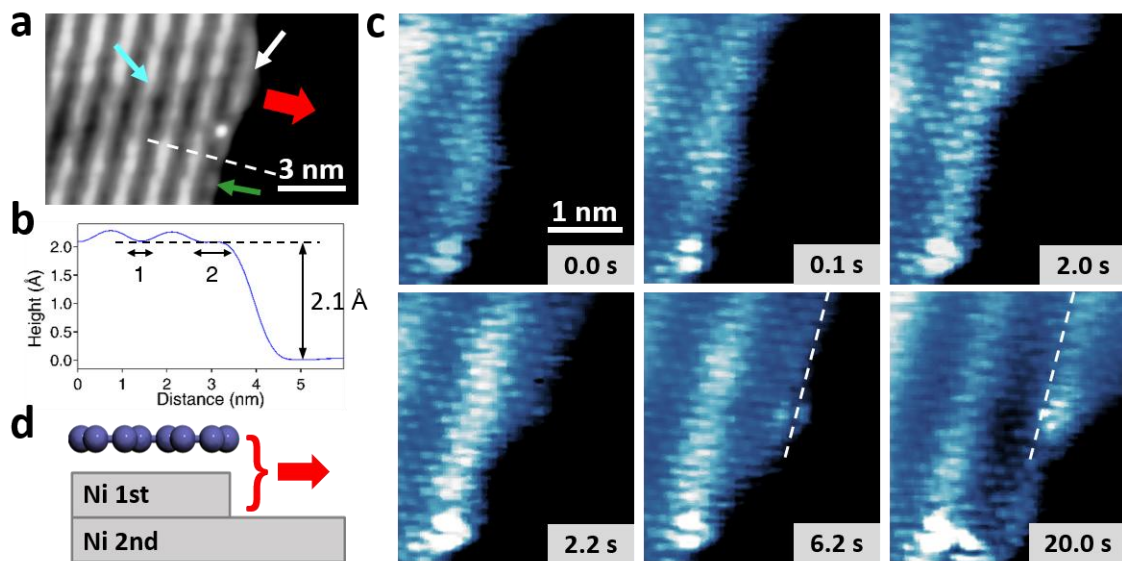 a
3 nm
b
Height (Å)
2.0
1.5
1.0
0.5
0.0
1
2
2.1 Å
0 1 2 3 4 5
Distance (nm)
c
1 nm
0.0 s
0.1 s
2.0 s
2.2 s
6.2 s
20.0 s
d
Ni 1st
Ni 2nd